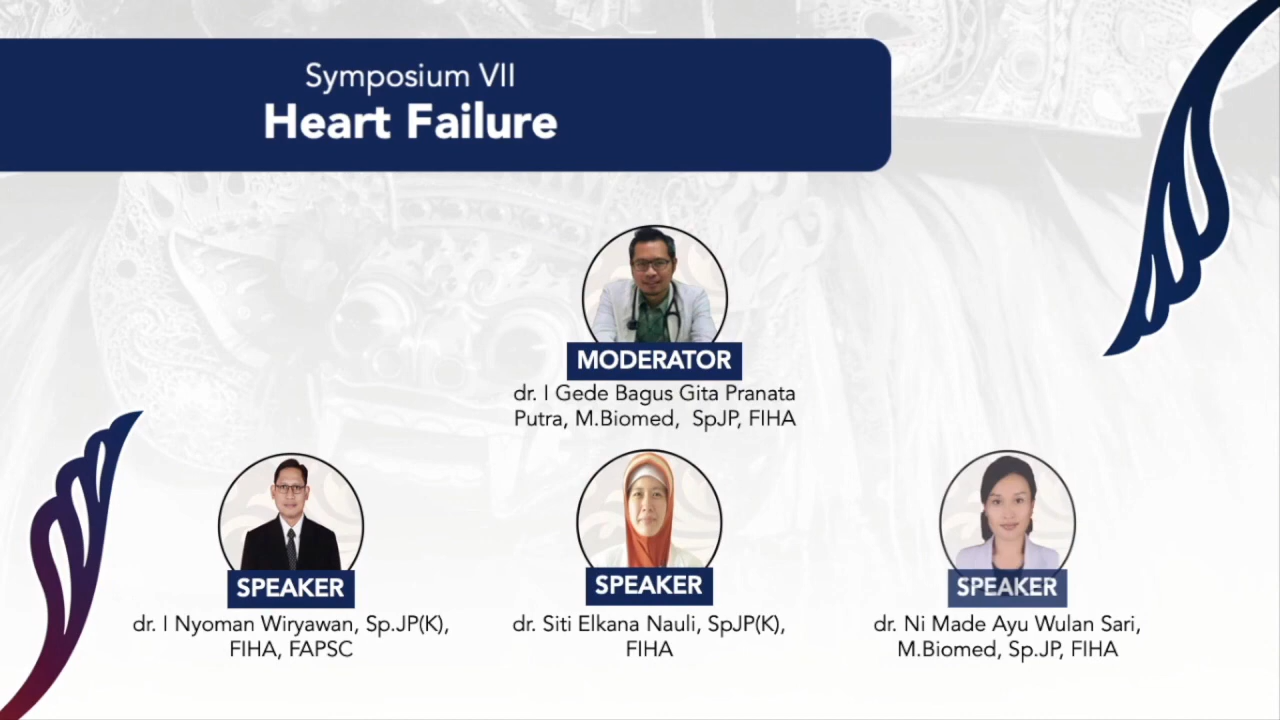 Symposium VII
Heart Failure
MODERATOR
dr. I Gede Bagus Gita Pranata
Putra, M.Biomed, SpJP, FIHA
SPEAKER
dr. I Nyoman Wiryawan, Sp.JP(K),
FIHA, FAPSC
SPEAKER
dr. Siti Elkana Nauli, SpJP(K),
FIHA
SPEAKER
dr. Ni Made Ayu Wulan Sari,
M.Biomed, Sp.JP, FIHA